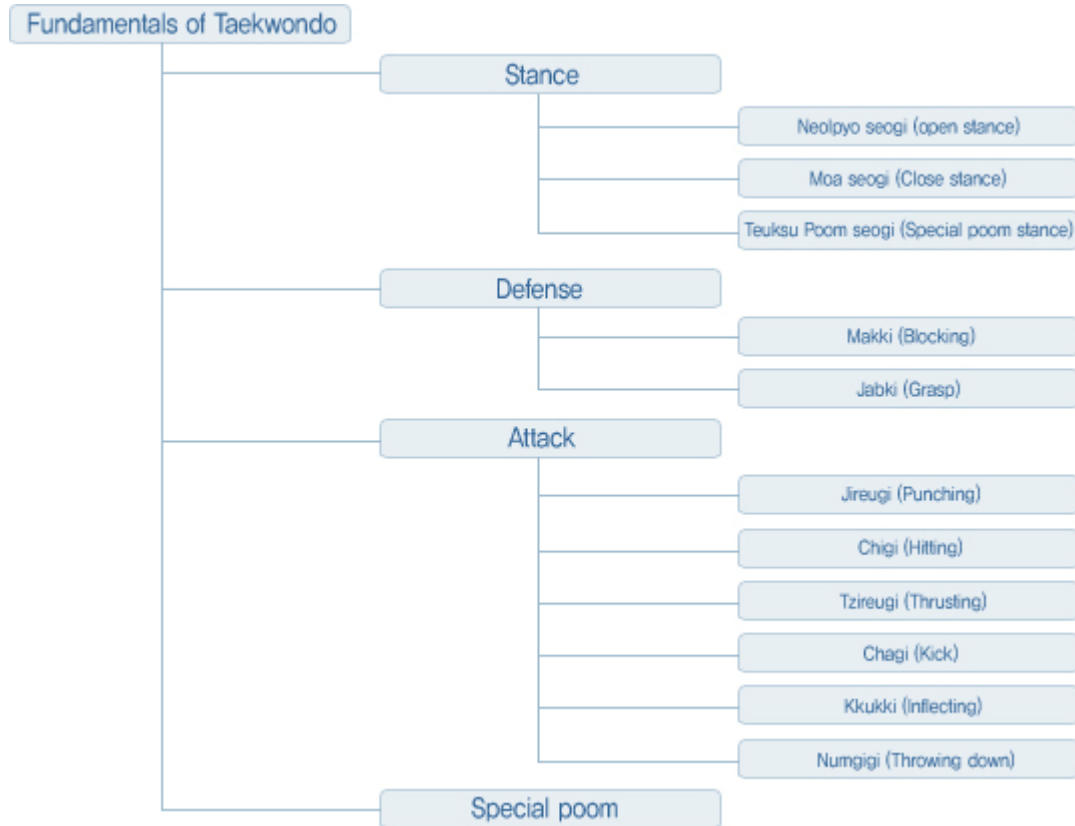 Fundamentals of Taekwondo
Stance
Neolpyo seogi (open stance)
Moa seogi (Close stance)
Teuksu Poom seogi (Special poom stance)
Defense
Makki (Blocking)
Jabki (Grasp)
Attack
Jireugi (Punching)
Chigi (Hitting)
Tzireugi (Thrusting)
Chagi (Kick)
Kkukki (Inflecting)
Numgigi (Throwing down)
Special poom